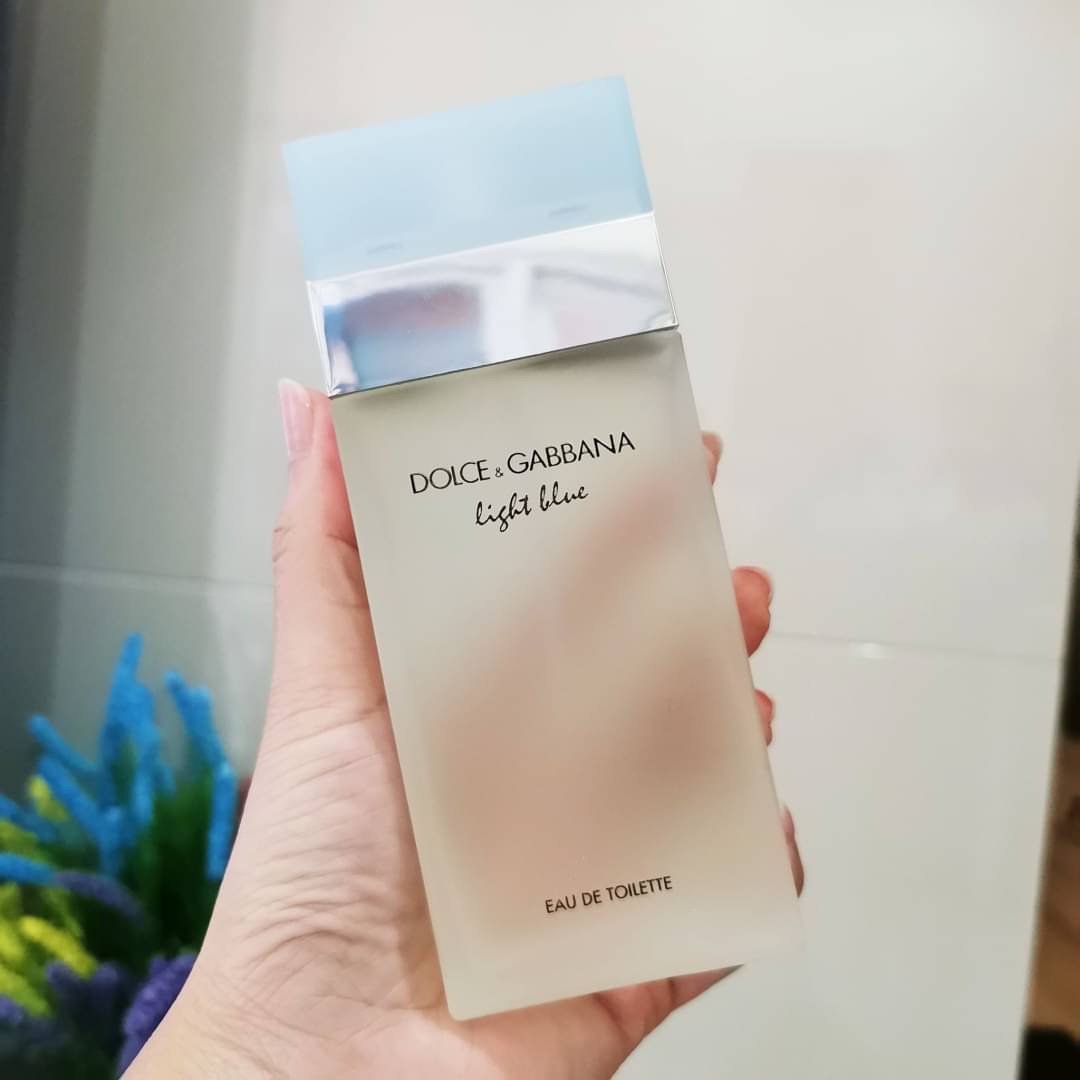 DOLCE & GABBANA
light blue
EAU DE TOILETTE